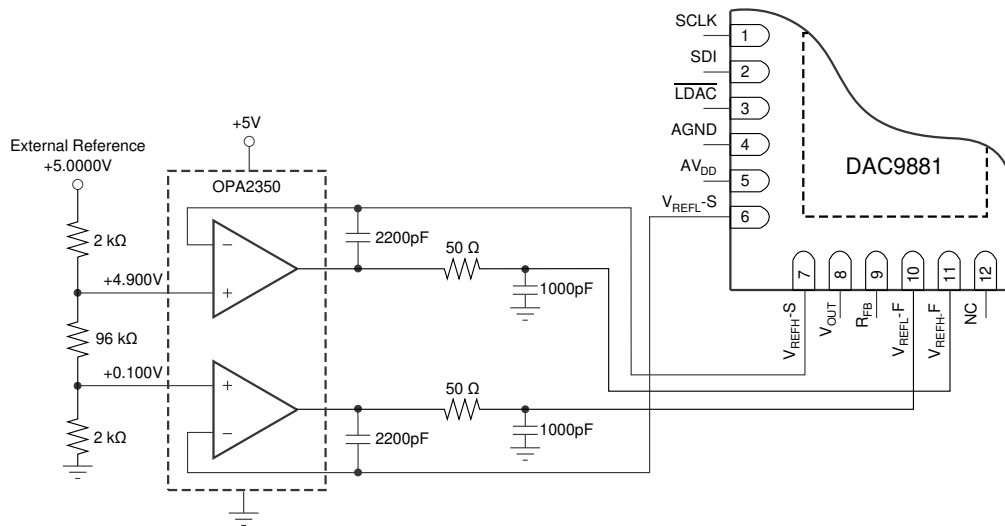 SCLK
1
SDI
2
LDAC
3
AGND
4
AVDD
5
VREFL-S
6
DAC9881
7
8
9
10
11
12
VREFH-S
VOUT
RFB
VREFL-F
VREFH-F
NC
External Reference
+5.0000V
+5V
OPA2350
2 kΩ
+4.900V
96 kΩ
+0.100V
2 kΩ
−
+
+
−
2200pF
50 Ω
1000pF
50 Ω
2200pF
1000pF